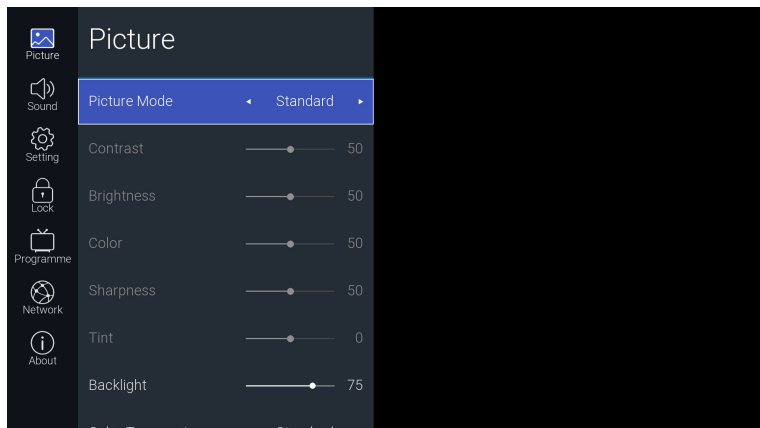 Picture
Picture
Picture Mode
Standard
Sound
Contrast
50
Setting
Brightness
50
Lock
Color
50
Programme
Sharpness
50
Network
Tint
0
About
Backlight
75